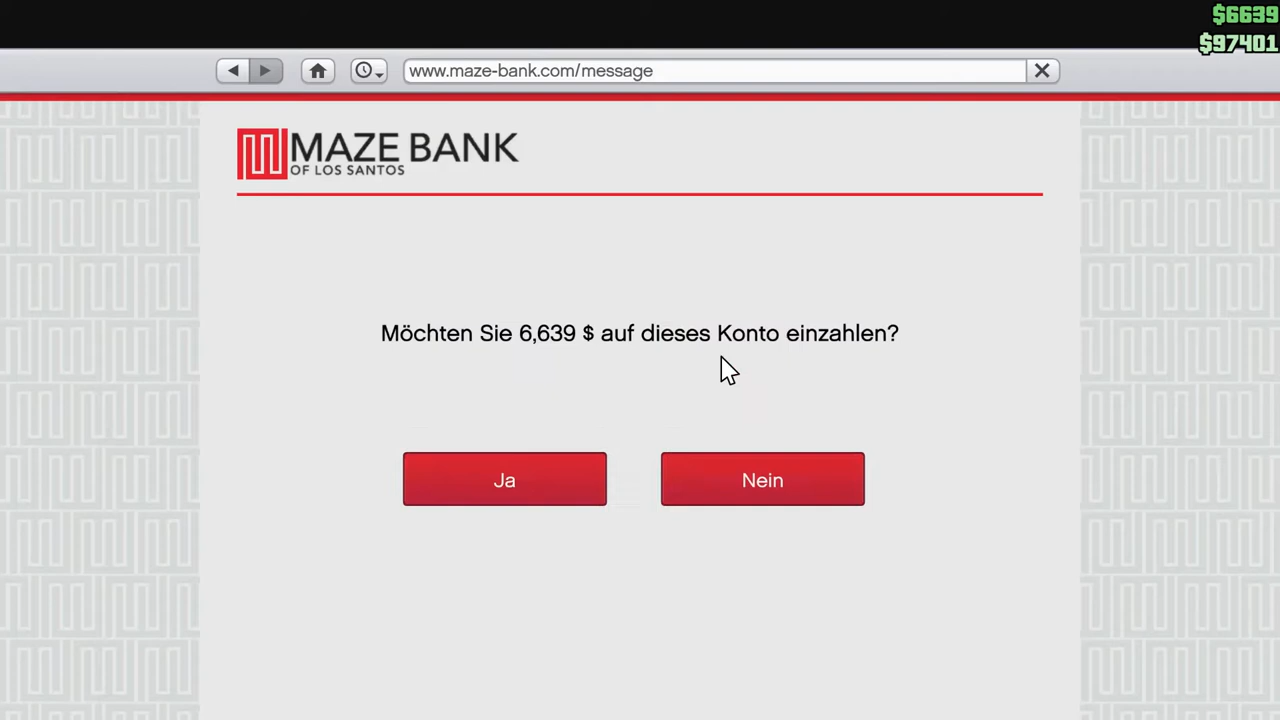 $6639
$97401
www.maze-bank.com/message
MAZE BANK
OF LOS SANTOS
Möchten Sie 6,639 $ auf dieses Konto einzahlen?
Ja
Nein